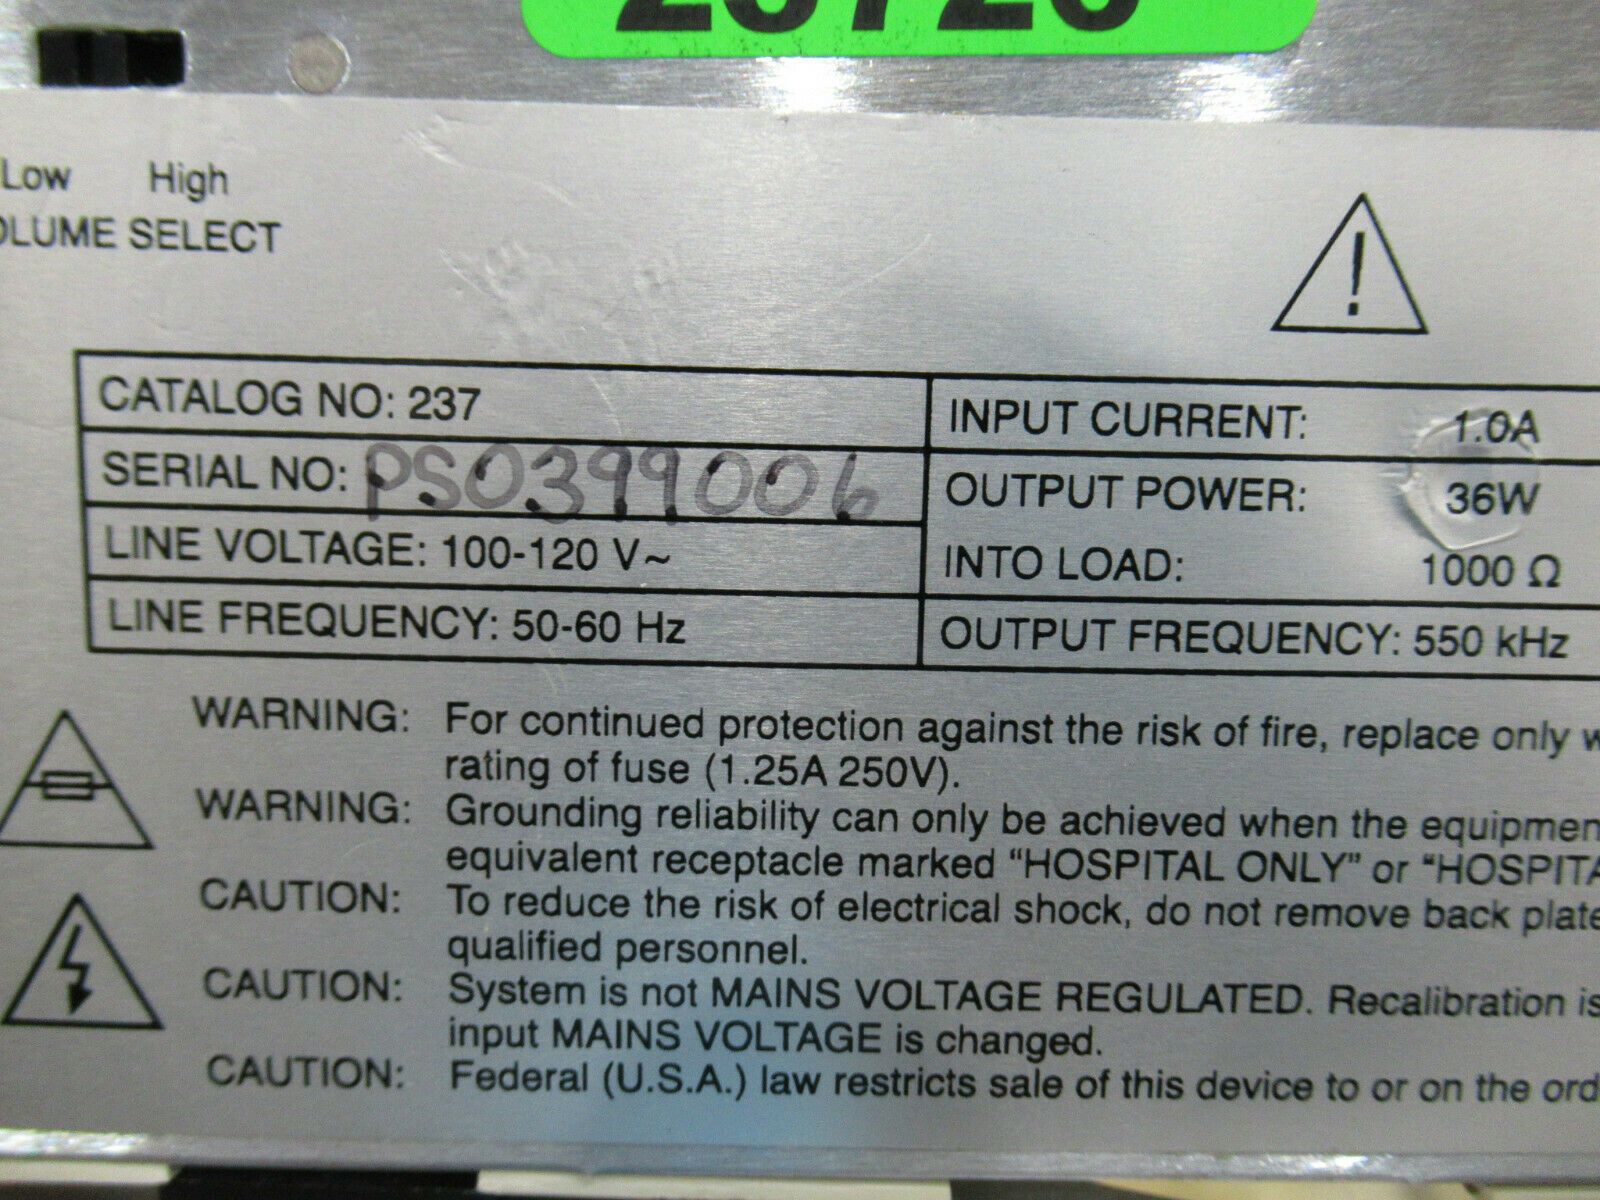 Low High
VOLUME SELECT
CATALOG NO: 237
SERIAL NO: PS0399006
LINE VOLTAGE: 100-120 V~
LINE FREQUENCY: 50-60 Hz
INPUT CURRENT: 1.0A
OUTPUT POWER: 36W
INTO LOAD: 1000 Ω
OUTPUT FREQUENCY: 550 kHz
WARNING: For continued protection against the risk of fire, replace only
rating of fuse (1.25A 250V).
WARNING: Grounding reliability can only be achieved when the equipmen
equivalent receptacle marked “HOSPITAL ONLY” or “HOSPITA
CAUTION: To reduce the risk of electrical shock, do not remove back plate
qualified personnel.
CAUTION: System is not MAINS VOLTAGE REGULATED. Recalibration is
input MAINS VOLTAGE is changed.
CAUTION: Federal (U.S.A.) law restricts sale of this device to or on the ord